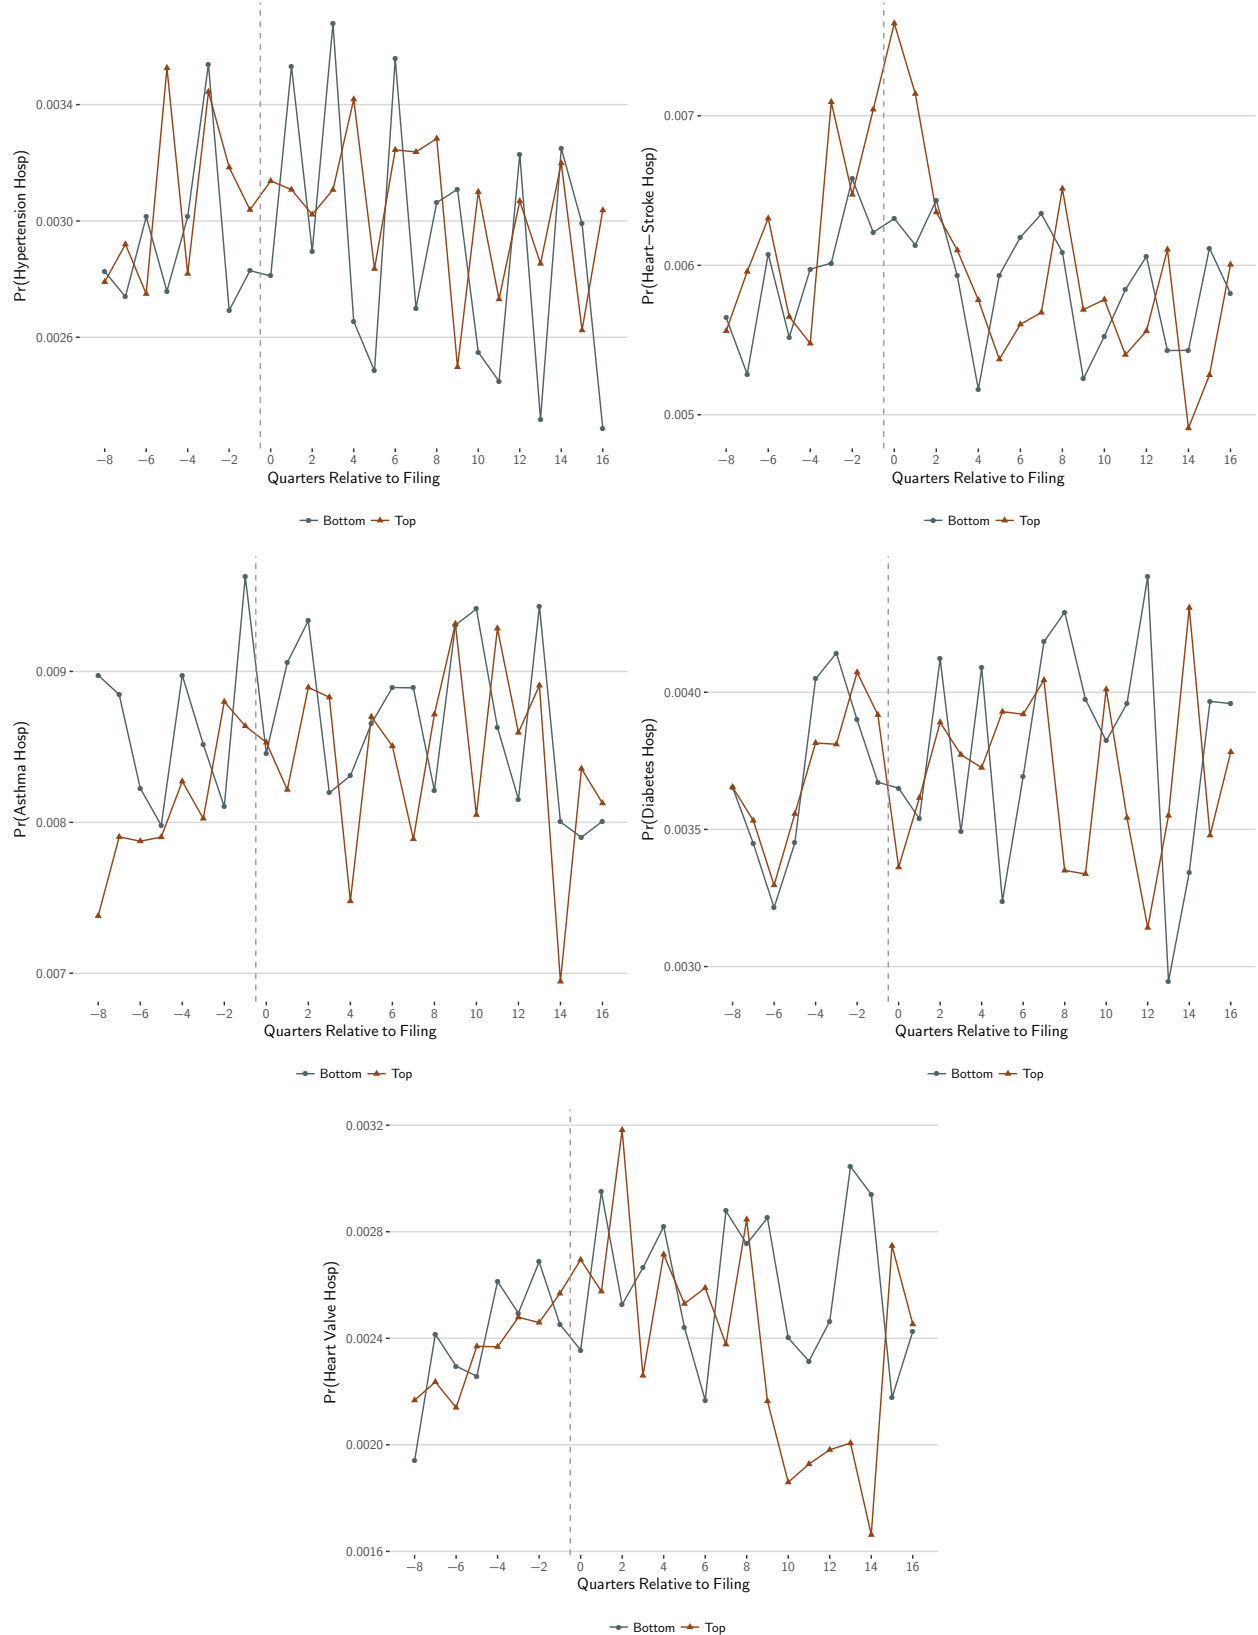 Pr(Hypertension Hosp)
0.0034
0.0030
0.0026
−8 −6 −4 −2 0 2 4 6 8 10 12 14 16
Quarters Relative to Filing
Bottom Top
Pr(Heart−Stroke Hosp)
0.007
0.006
0.005
−8 −6 −4 −2 0 2 4 6 8 10 12 14 16
Quarters Relative to Filing
Bottom Top
Pr(Asthma Hosp)
0.009
0.008
0.007
−8 −6 −4 −2 0 2 4 6 8 10 12 14 16
Quarters Relative to Filing
Bottom Top
Pr(Diabetes Hosp)
0.0040
0.0035
0.0030
−8 −6 −4 −2 0 2 4 6 8 10 12 14 16
Quarters Relative to Filing
Bottom Top
Pr(Heart Valve Hosp)
0.0032
0.0028
0.0024
0.0020
0.0016
−8 −6 −4 −2 0 2 4 6 8 10 12 14 16
Quarters Relative to Filing
Bottom Top